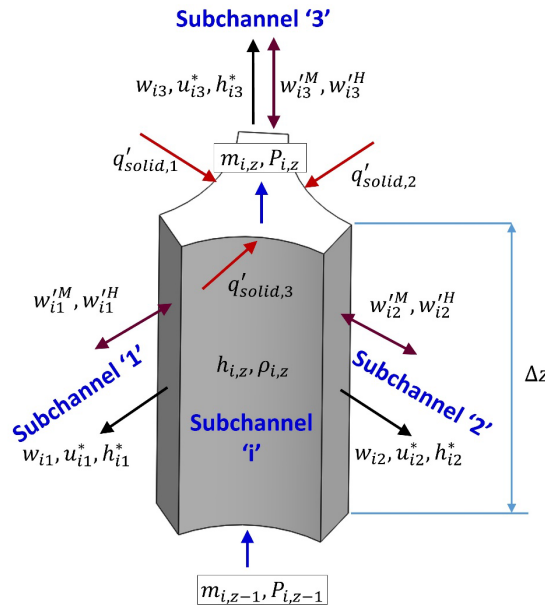 Subchannel ‘3’
w_{i3}, u^*_{i3}, h^*_{i3}
w'^M_{i3}, w'^H_{i3}
q'_{solid,1}
m_{i,z}, P_{i,z}
q'_{solid,2}
q'_{solid,3}
w'^M_{i1}, w'^H_{i1}
w'^M_{i2}, w'^H_{i2}
Subchannel ‘1’
h_{i,z}, ρ_{i,z}
Subchannel ‘2’
Δz
Subchannel
‘i’
w_{i1}, u^*_{i1}, h^*_{i1}
w_{i2}, u^*_{i2}, h^*_{i2}
m_{i,z−1}, P_{i,z−1}